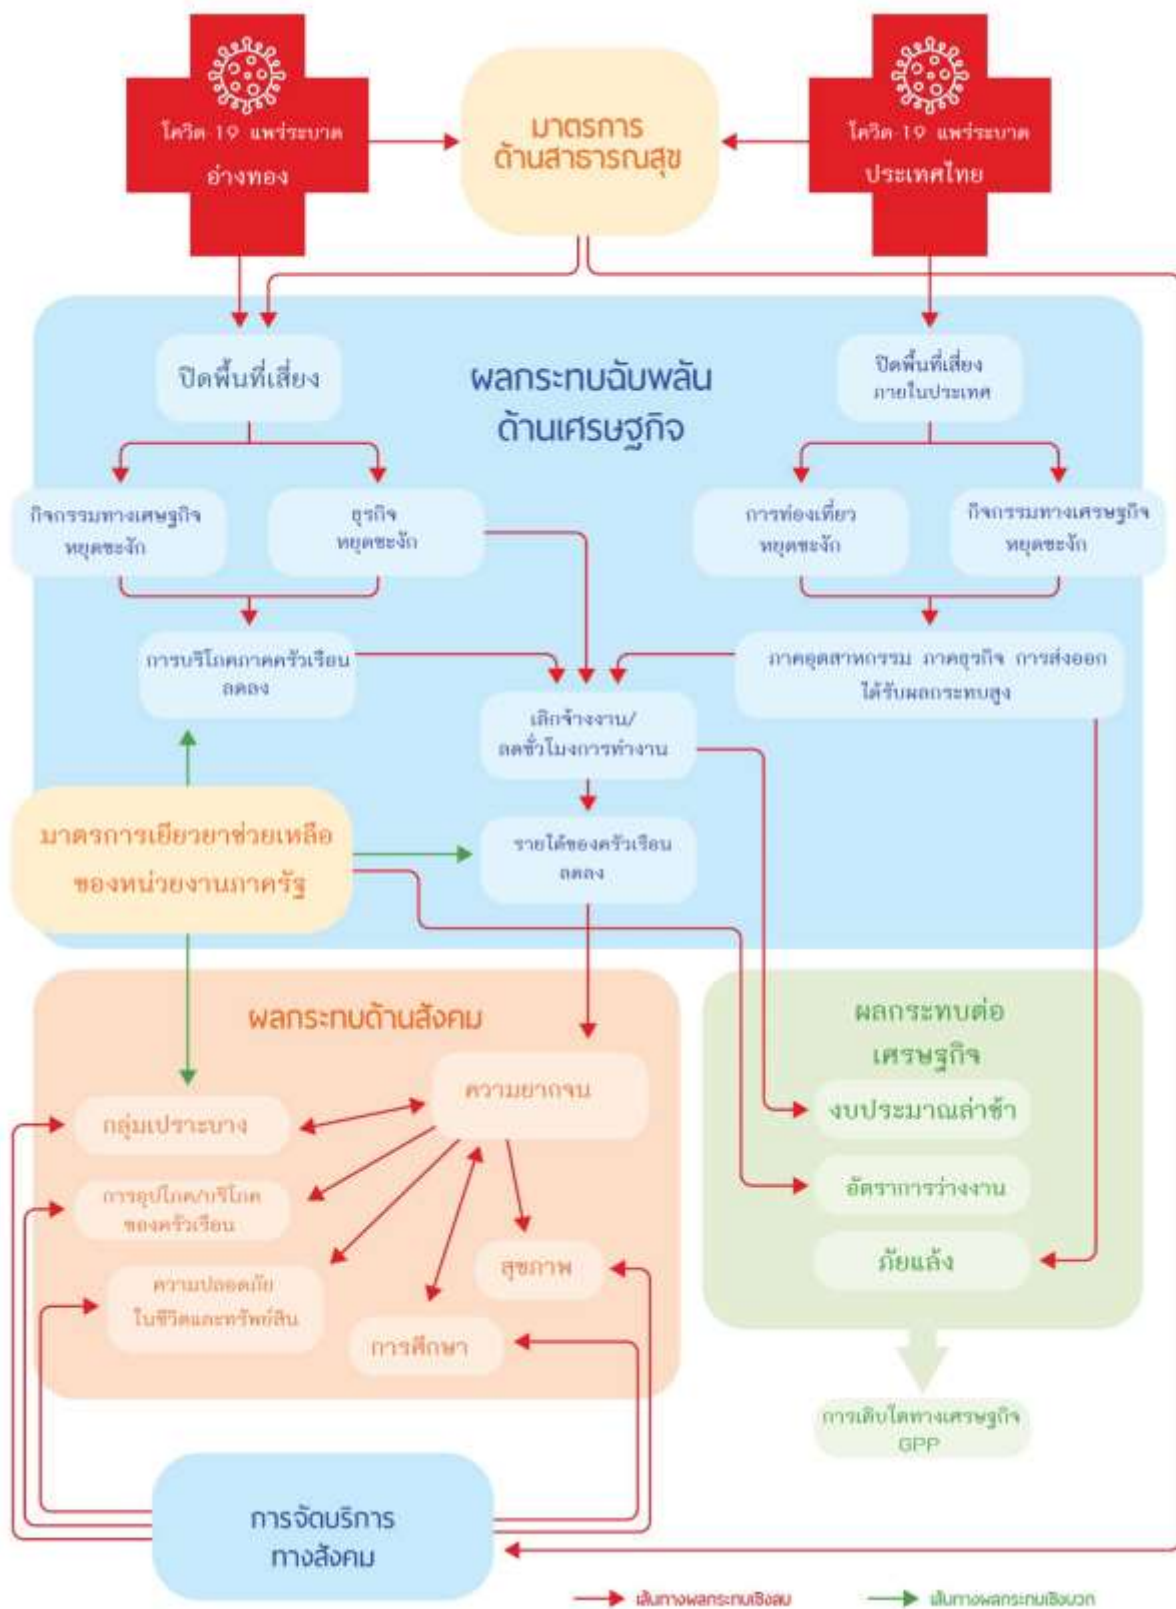 โควิด 19 แพร่ระบาด
อ่างทอง
มาตรการ
ด้านสาธารณสุข
โควิด 19 แพร่ระบาด
ประเทศไทย
ปิดพื้นที่เสี่ยง
ผลกระทบฉับพลัน
ด้านเศรษฐกิจ
ปิดพื้นที่เสี่ยง
ภายในประเทศ
กิจกรรมทางเศษฐกิจ
หยุดชะงัก
ธุรกิจ
หยุดชะงัก
การท่องเที่ยว
หยุดชะงัก
กิจกรรมทางเศรษฐกิจ
หยุดชะงัก
การบริโภคภาคครัวเรือน
ลดลง
ภาคอุตสาหกรรม ภาคธุรกิจ การส่งออก
ได้รับผลกระทบสูง
เลิกจ้างงาน/
ลดชั่วโมงการทำงาน
มาตรการเยียวยาช่วยเหลือ
ของหน่วยงานภาครัฐ
รายได้ของครัวเรือน
ลดลง
ผลกระทบด้านสังคม
ผลกระทบต่อ
เศรษฐกิจ
ความยากจน
กลุ่มเปราะบาง
งบประมาณล่าช้า
การอุปโภค/บริโภค
ของครัวเรือน
อัตราการว่างงาน
สุขภาพ
ภัยแล้ง
ความปลอดภัย
ในชีวิตและทรัพย์สิน
การศึกษา
การเติบโตทางเศรษฐกิจ
GPP
การจัดบริการ
ทางสังคม
เส้นทางผลกระทบเชิงลบ
เส้นทางผลกระทบเชิงบวก